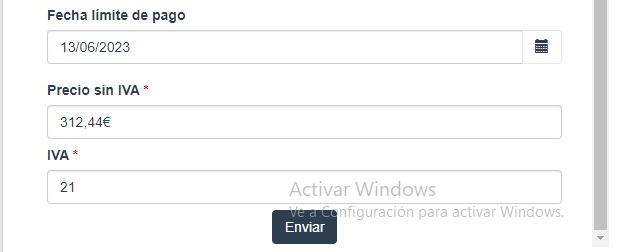 Fecha límite de pago
13/06/2023
Precio sin IVA *
312,44€
IVA *
21
Activar Windows
Ve a Configuración para activar Windows.
Enviar